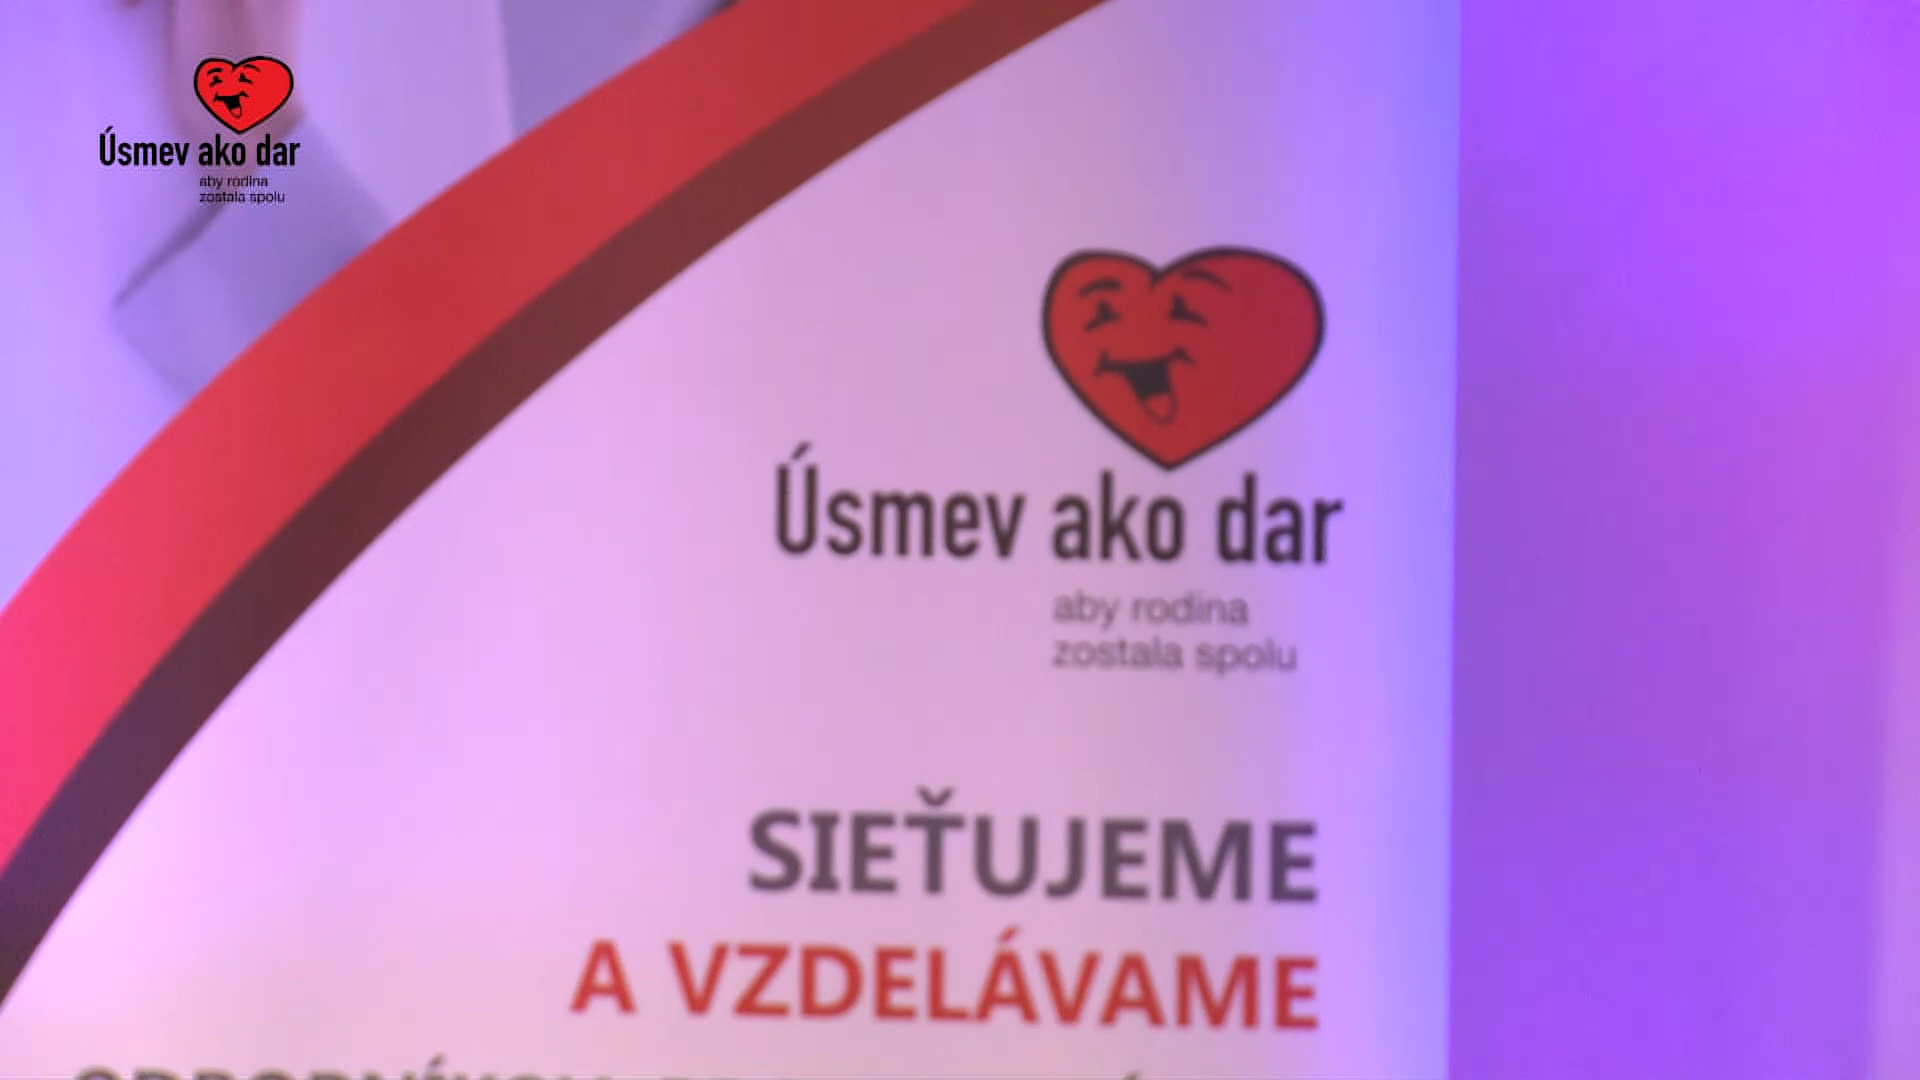 Úsmev ako dar
aby rodina
zostala spolu
Úsmev ako dar
aby rodina
zostala spolu
SIEŤUJEME
A VZDELÁVAME